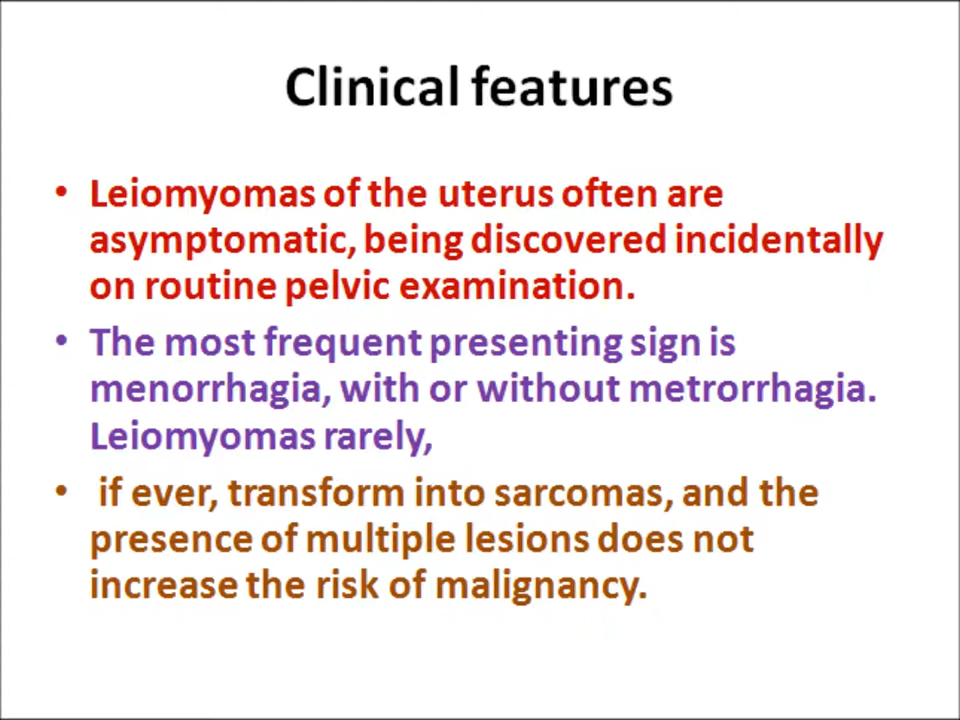 Clinical features
• Leiomyomas of the uterus often are
asymptomatic, being discovered incidentally
on routine pelvic examination.
• The most frequent presenting sign is
menorrhagia, with or without metrorrhagia.
Leiomyomas rarely,
• if ever, transform into sarcomas, and the
presence of multiple lesions does not
increase the risk of malignancy.